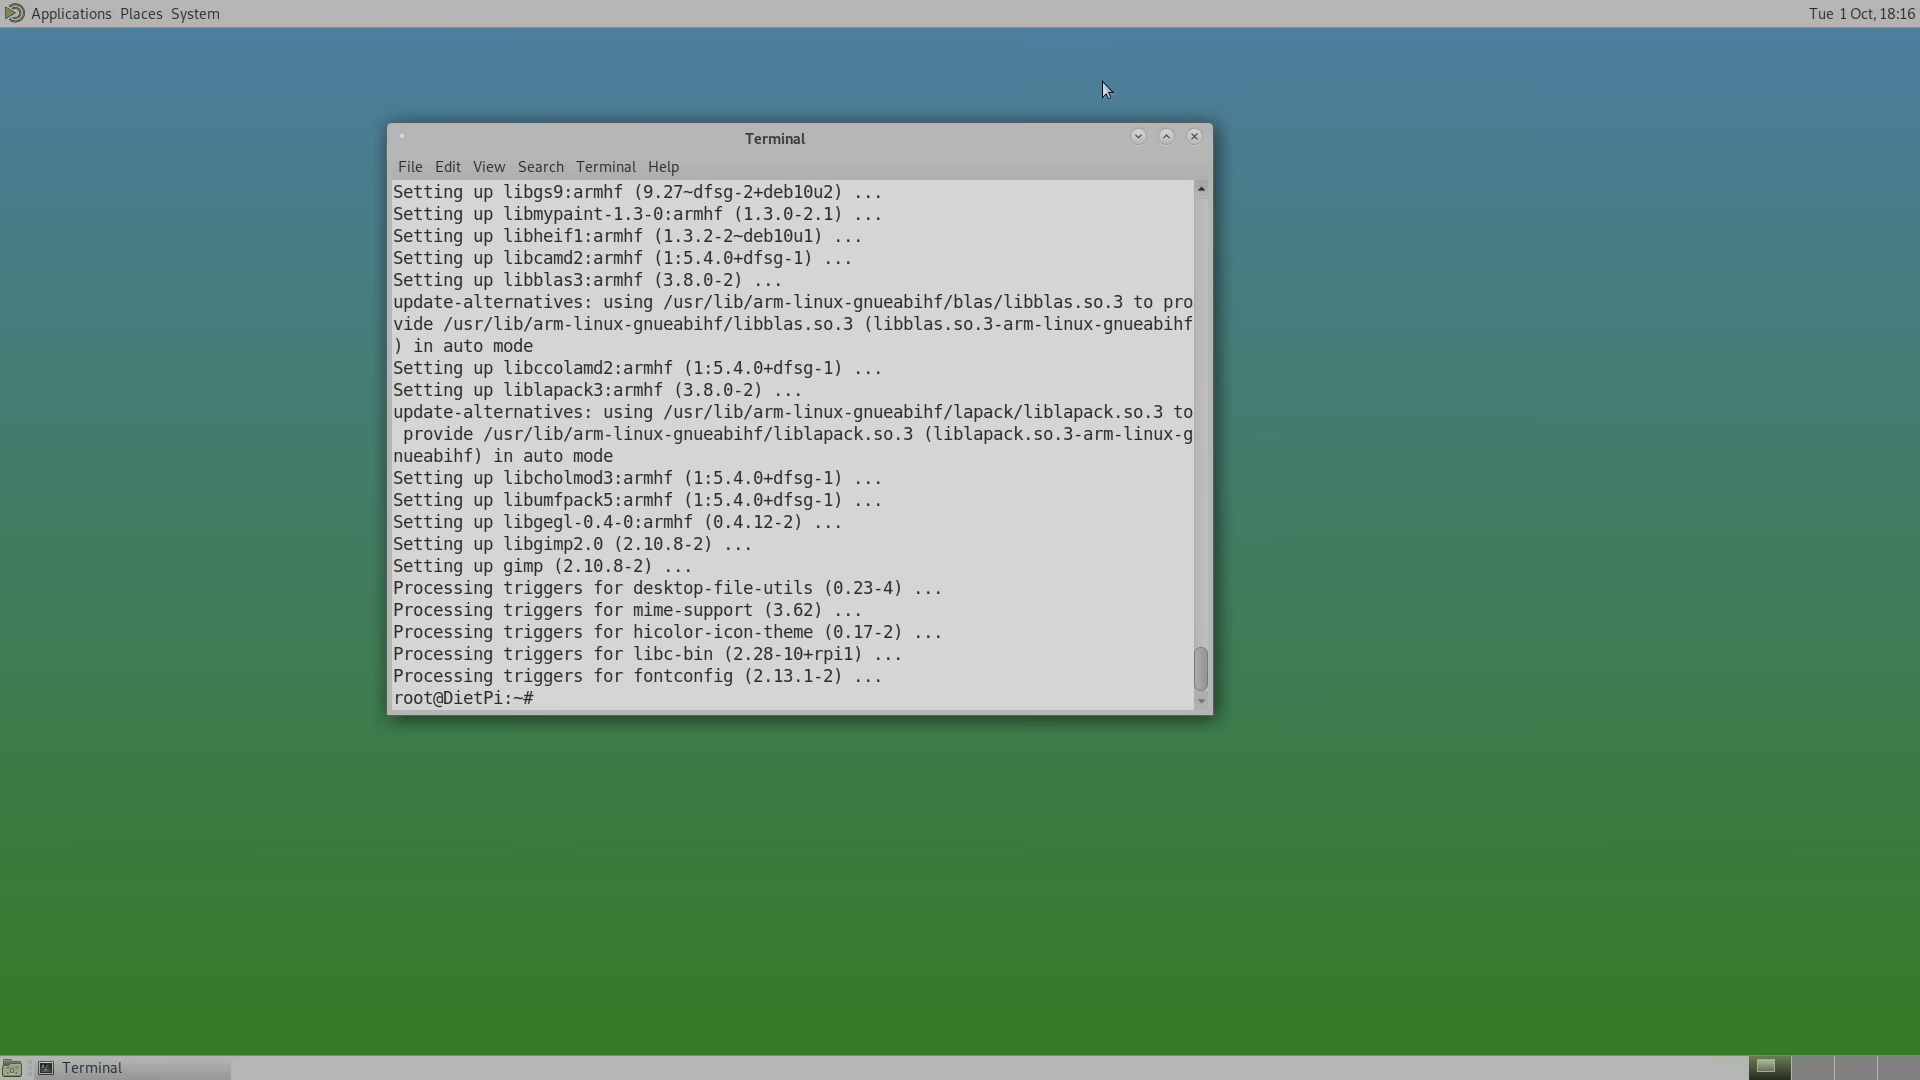 Applications Places System Tue 1 Oct, 18:16
Terminal
File Edit View Search Terminal Help
Setting up libgs9:armhf (9.27~dfsg-2+deb10u2) ...
Setting up libmypaint-1.3-0:armhf (1.3.0-2.1) ...
Setting up libheif1:armhf (1.3.2-2~deb10u1) ...
Setting up libcamd2:armhf (1:5.4.0+dfsg-1) ...
Setting up libblas3:armhf (3.8.0-2) ...
update-alternatives: using /usr/lib/arm-linux-gnueabihf/blas/libblas.so.3 to pro
vide /usr/lib/arm-linux-gnueabihf/libblas.so.3 (libblas.so.3-arm-linux-gnueabihf
) in auto mode
Setting up libccolamd2:armhf (1:5.4.0+dfsg-1) ...
Setting up liblapack3:armhf (3.8.0-2) ...
update-alternatives: using /usr/lib/arm-linux-gnueabihf/lapack/liblapack.so.3 to
 provide /usr/lib/arm-linux-gnueabihf/liblapack.so.3 (liblapack.so.3-arm-linux-g
nueabihf) in auto mode
Setting up libcholmod3:armhf (1:5.4.0+dfsg-1) ...
Setting up libumfpack5:armhf (1:5.4.0+dfsg-1) ...
Setting up libgegl-0.4-0:armhf (0.4.12-2) ...
Setting up libgimp2.0 (2.10.8-2) ...
Setting up gimp (2.10.8-2) ...
Processing triggers for desktop-file-utils (0.23-4) ...
Processing triggers for mime-support (3.62) ...
Processing triggers for hicolor-icon-theme (0.17-2) ...
Processing triggers for libc-bin (2.28-10+rpi1) ...
Processing triggers for fontconfig (2.13.1-2) ...
root@DietPi:~#
Terminal